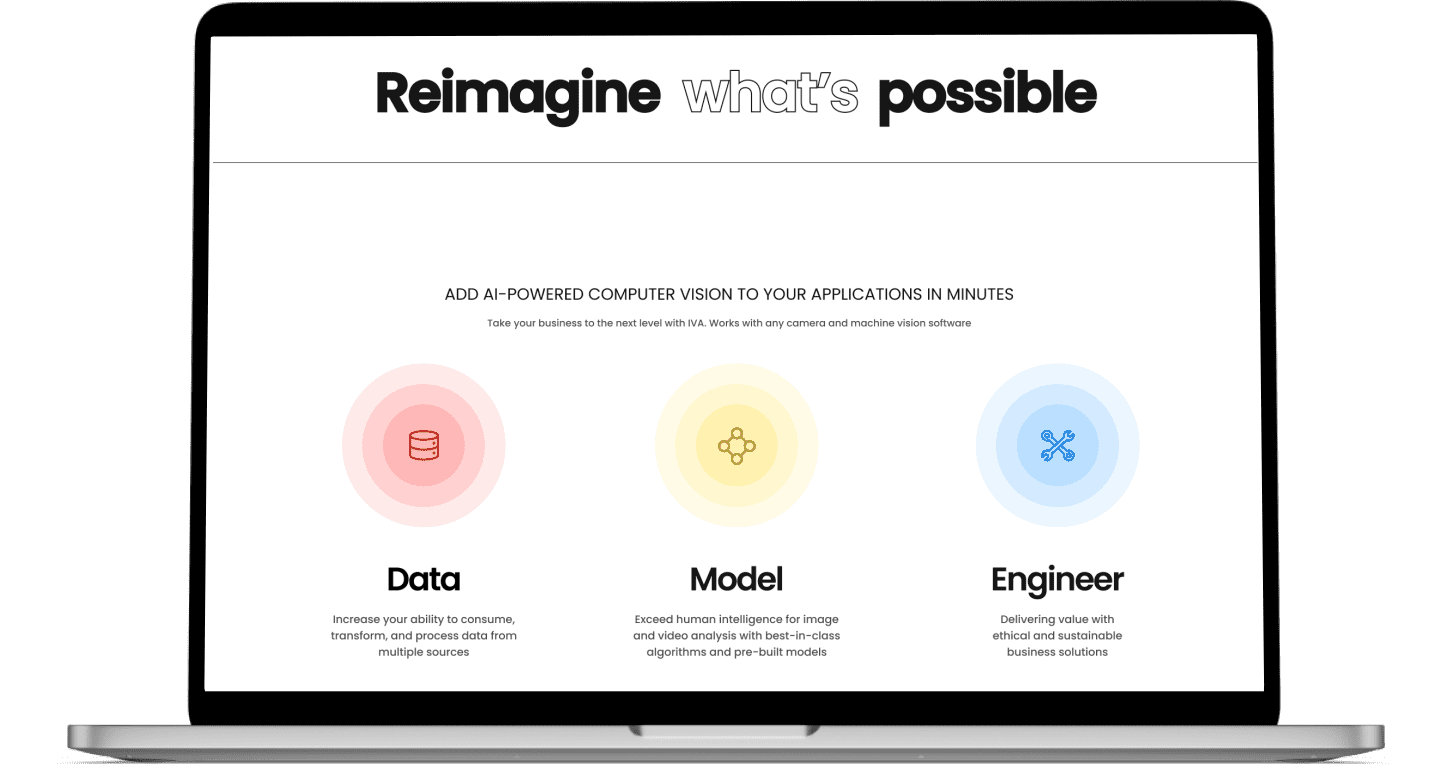 Reimagine what's possible
ADD AI-POWERED COMPUTER VISION TO YOUR APPLICATIONS IN MINUTES
Take your business to the next level with IVA. Works with any camera and machine vision software
Data
Increase your ability to consume,
transform, and process data from
multiple sources
Model
Exceed human intelligence for image
and video analysis with best-in-class
algorithms and pre-built models
Engineer
Delivering value with
ethical and sustainable
business solutions